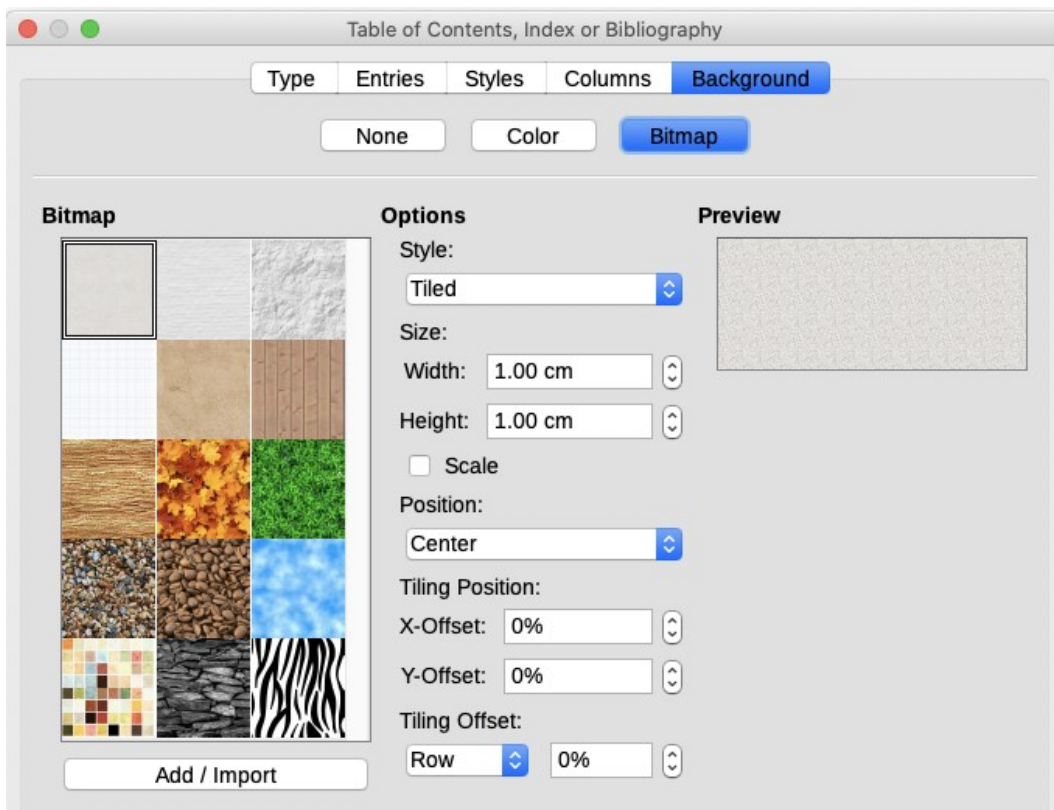 Table of Contents, Index or Bibliography
Type Entries Styles Columns Background
None Color Bitmap
Bitmap
Add / Import
Options
Style:
Tiled
Size:
Width: 1.00 cm
Height: 1.00 cm
Scale
Position:
Center
Tiling Position:
X-Offset: 0%
Y-Offset: 0%
Tiling Offset:
Row 0%
Preview